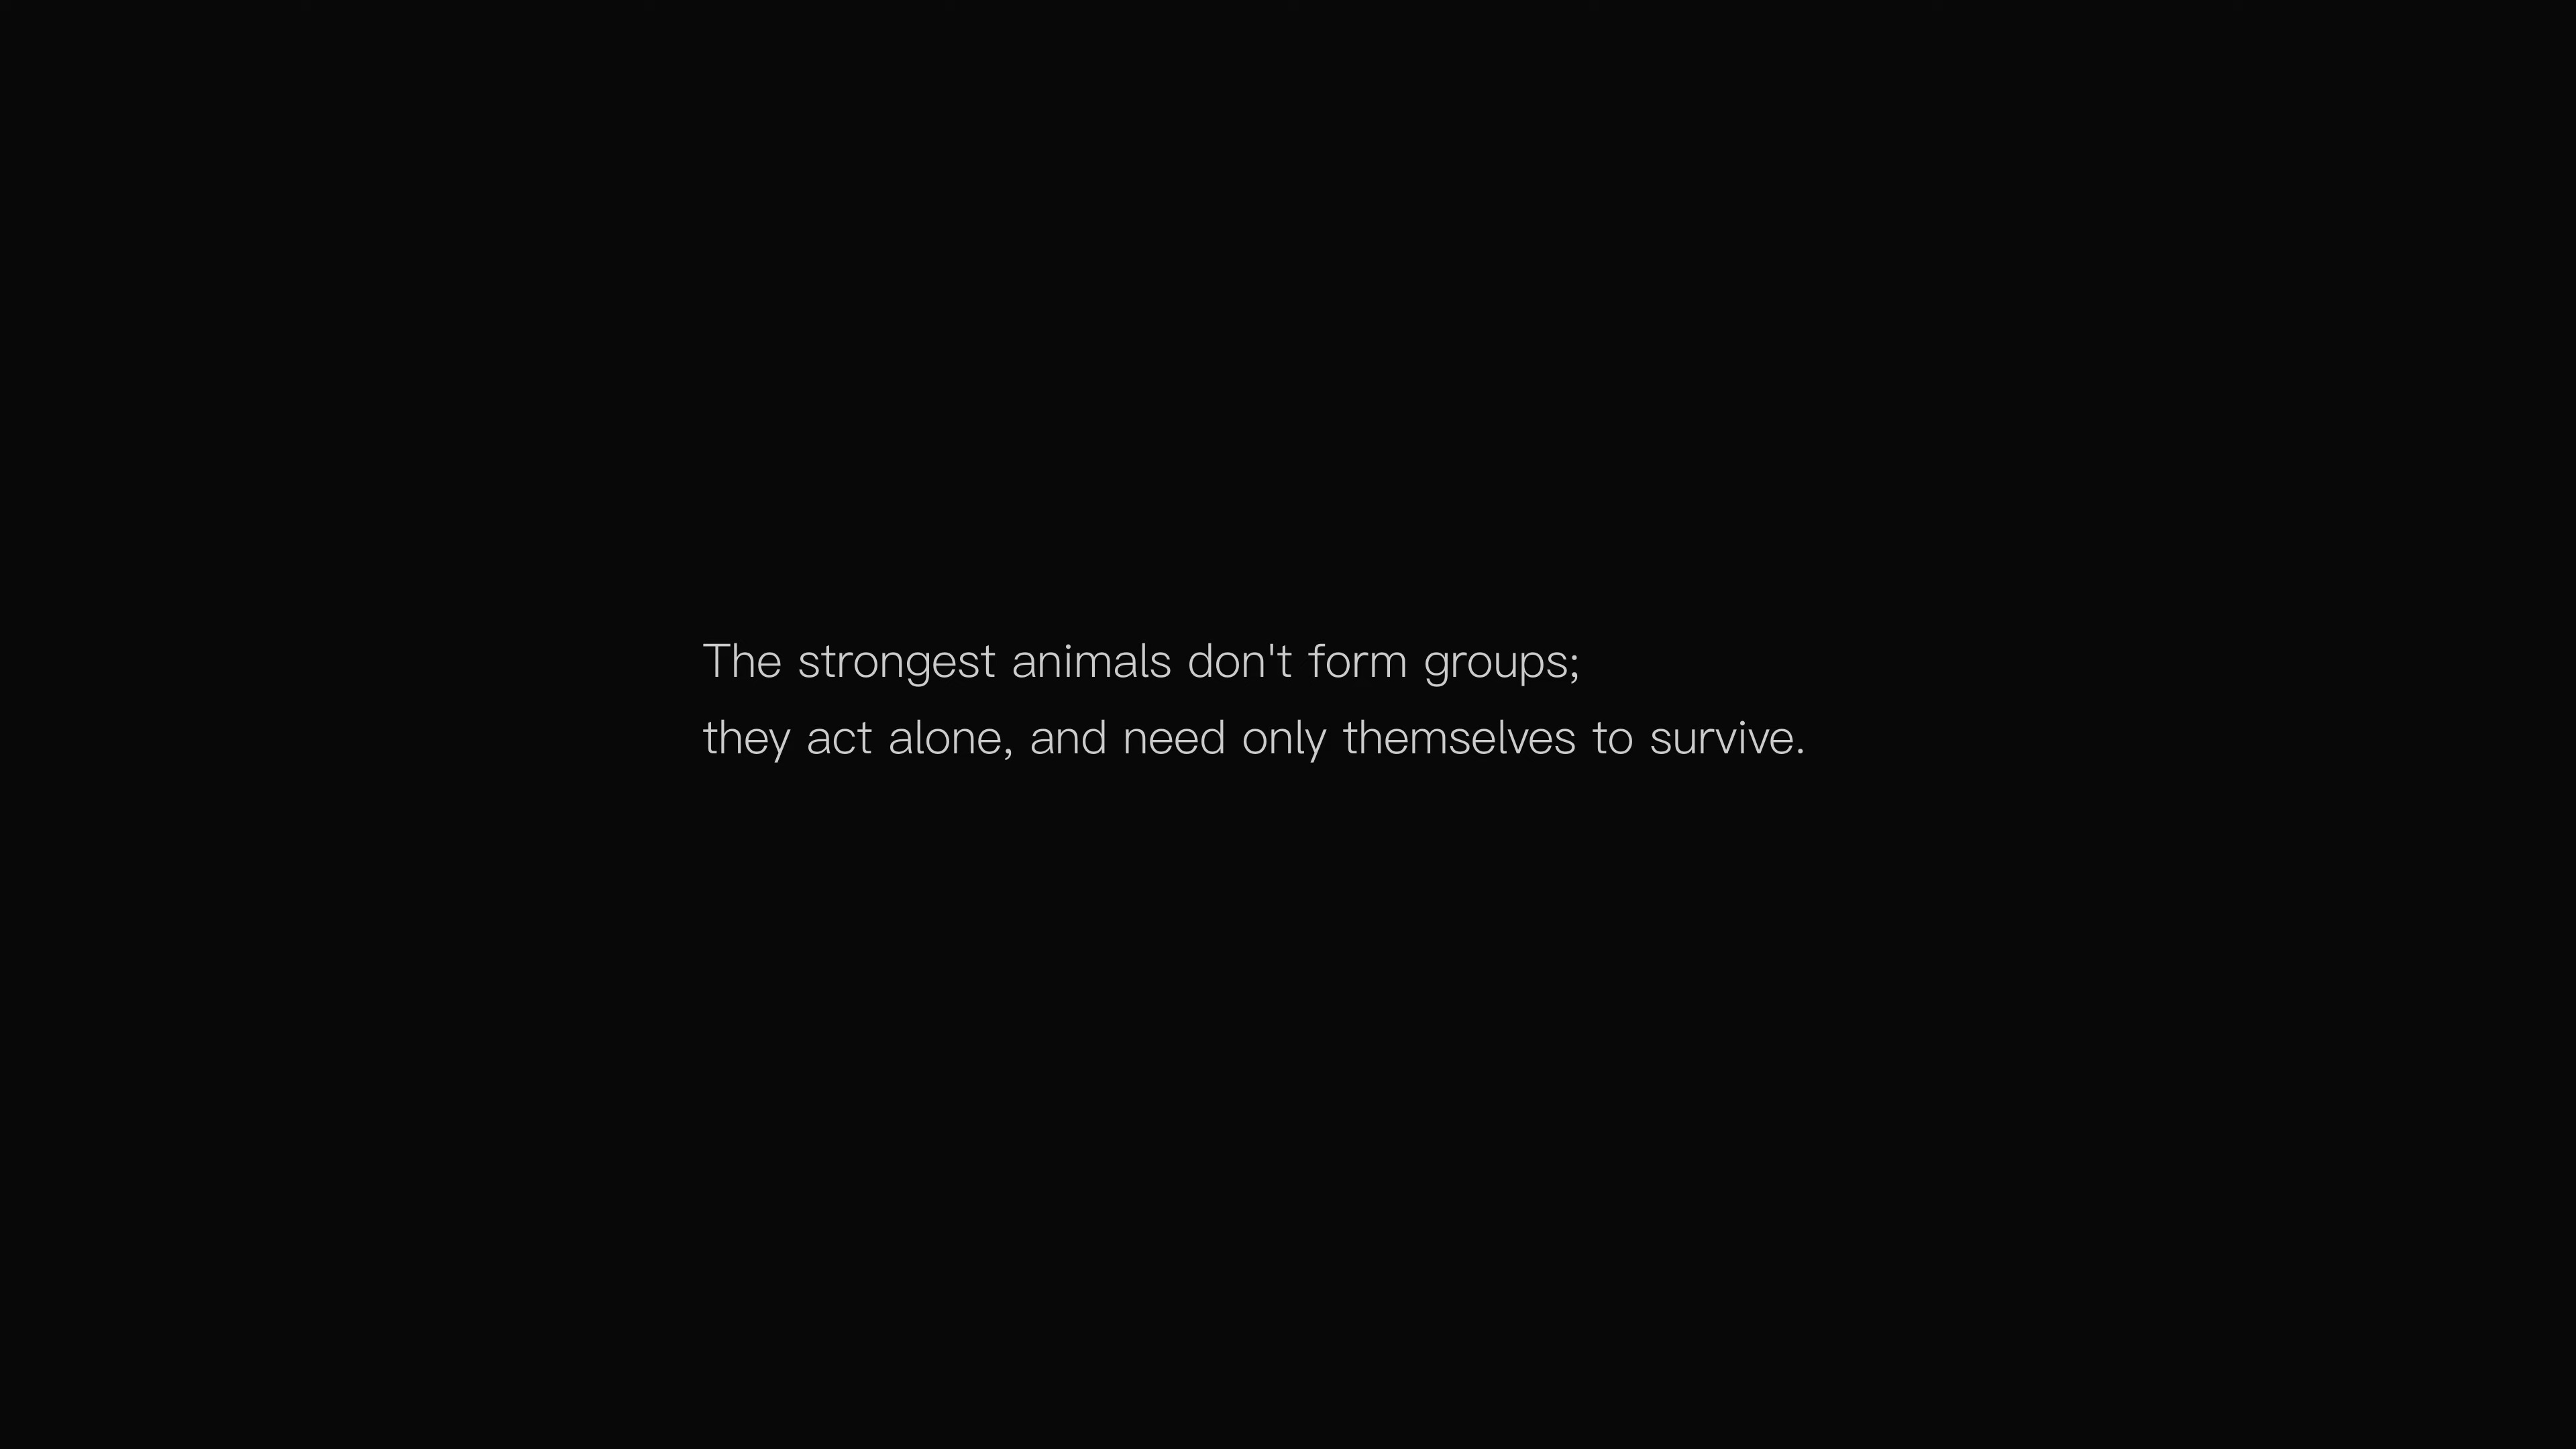 The strongest animals don't form groups;
they act alone, and need only themselves to survive.